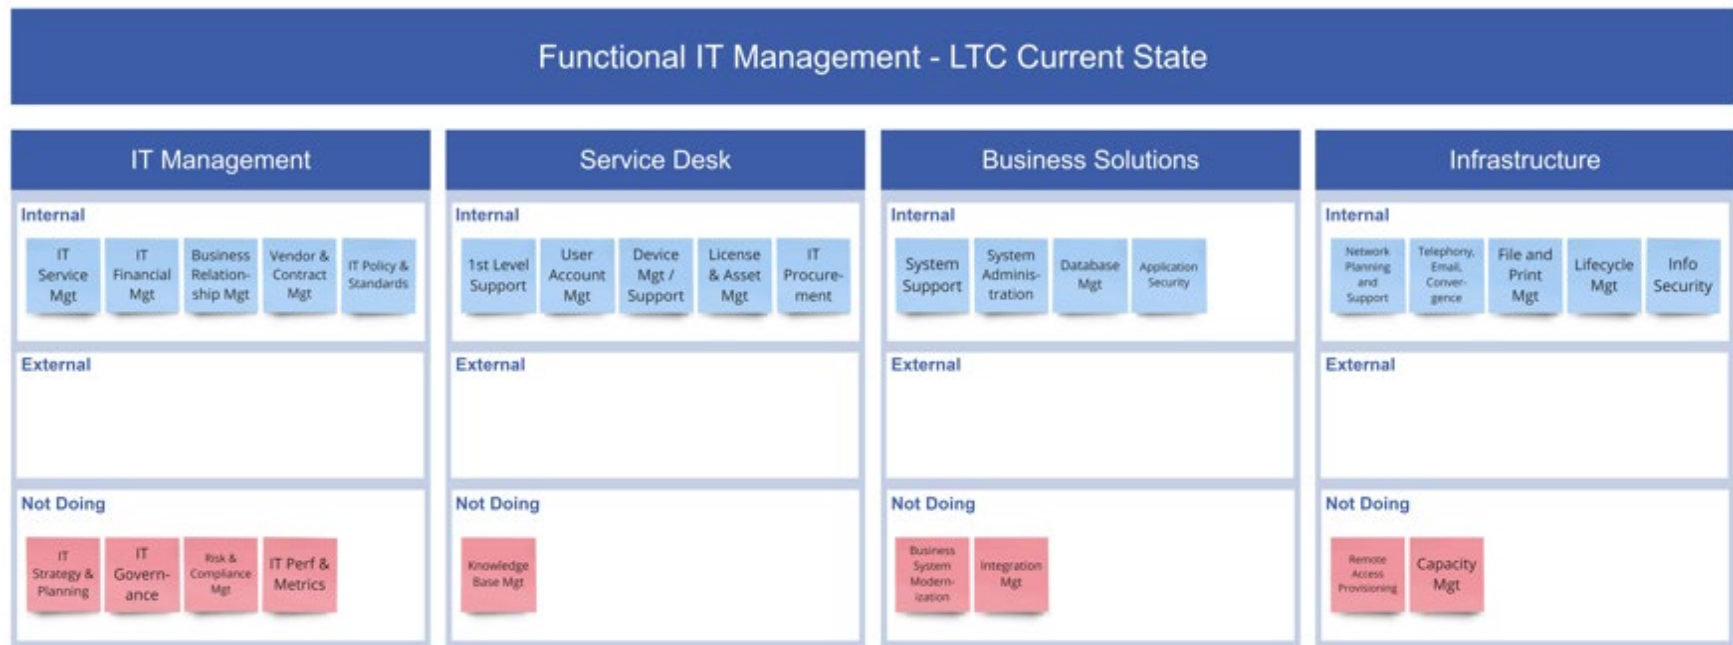 Functional IT Management - LTC Current State
IT Management
Internal
IT
Service
Mgt
IT
Financial
Mgt
Business
Relation-
ship Mgt
Vendor &
Contract
Mgt
IT Policy &
Standards
External
Not Doing
IT
Strategy &
Planning
IT
Govern-
ance
Risk &
Compliance
Mgt
IT Perf &
Metrics
Service Desk
Internal
1st Level
Support
User
Account
Mgt
Device
Mgt /
Support
License
& Asset
Mgt
IT
Procure-
ment
External
Not Doing
Knowledge
Base Mgt
Business Solutions
Internal
System
Support
System
Adminis-
tration
Database
Mgt
Application
Security
External
Not Doing
Business
System
Modern-
ization
Integration
Mgt
Infrastructure
Internal
Network
Planning
and
Support
Telephony,
Email,
Conver-
gence
File and
Print
Mgt
Lifecycle
Mgt
Info
Security
External
Not Doing
Remote
Access
Provisioning
Capacity
Mgt